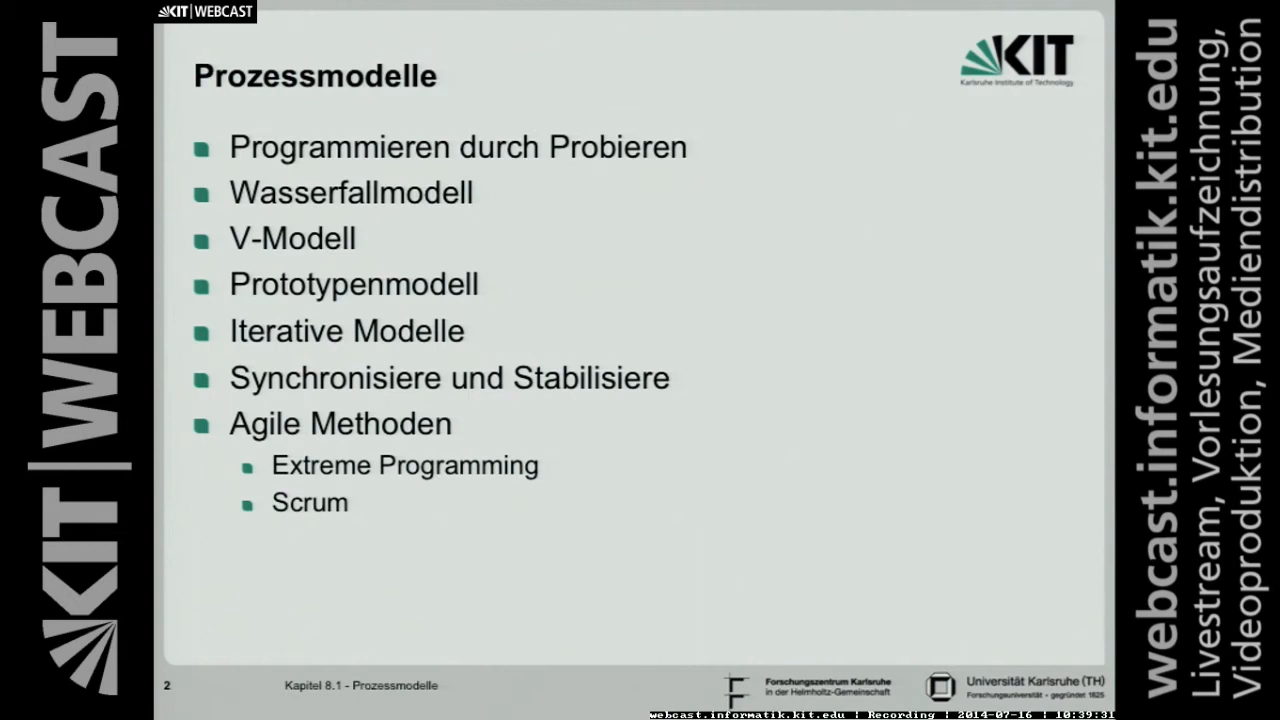 KIT | WEBCAST
KIT|WEBCAST
Prozessmodelle
KIT
Karlsruhe Institute of Technology
Programmieren durch Probieren
Wasserfallmodell
V-Modell
Prototypenmodell
Iterative Modelle
Synchronisiere und Stabilisiere
Agile Methoden
Extreme Programming
Scrum
2
Kapitel 8.1 - Prozessmodelle
Forschungszentrum Karlsruhe
in der Helmholtz-Gemeinschaft
Universität Karlsruhe (TH)
Forschungsuniversität • gegründet 1825
webcast.informatik.kit.edu | Recording | 2014-07-16 | 10:39:31
webcast.informatik.kit.edu
Livestream, Vorlesungsaufzeichnung,
Videoproduktion, Mediendistribution